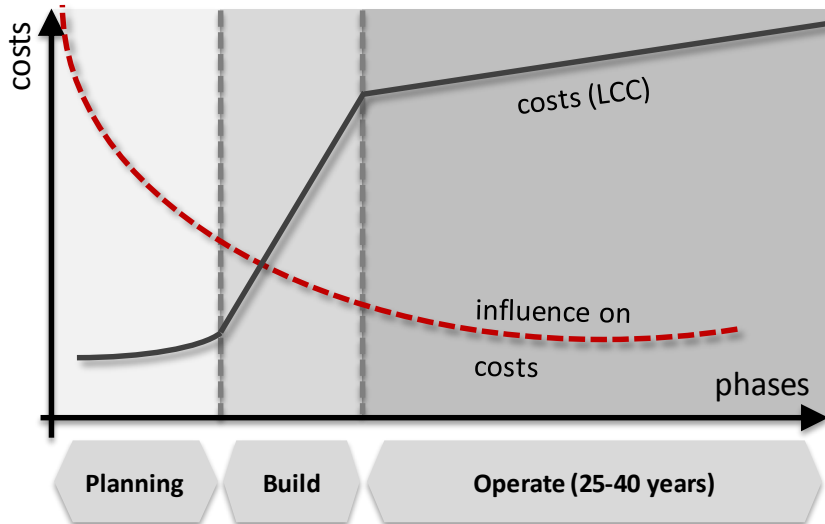 costs
costs (LCC)
influence on
costs
phases
Planning
Build
Operate (25-40 years)